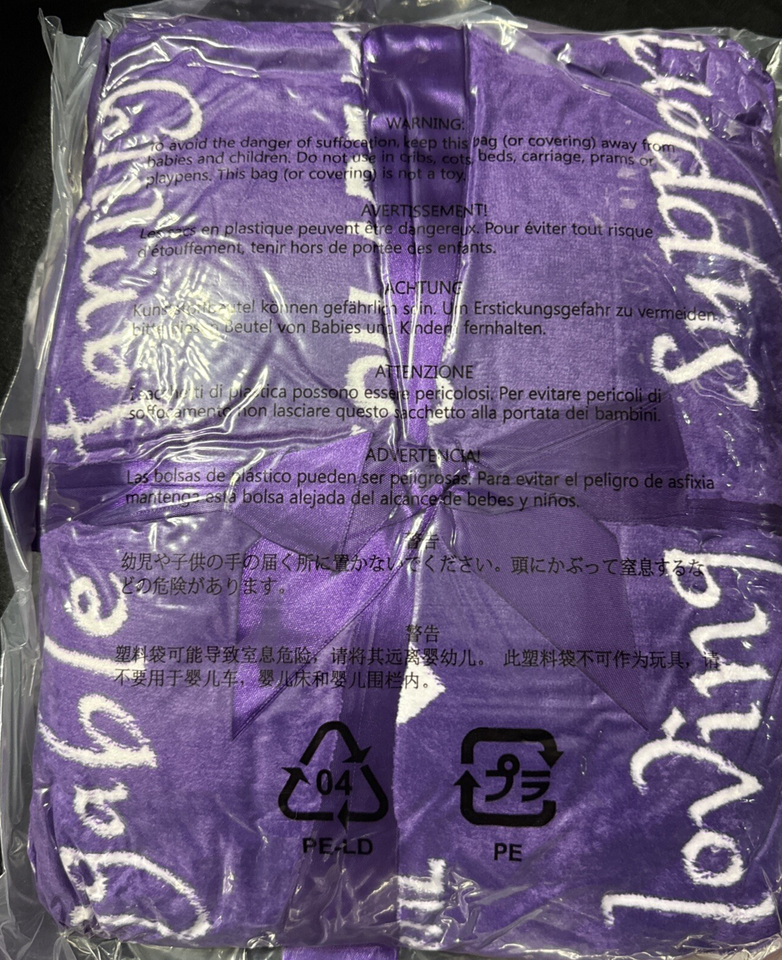 WARNING:
To avoid the danger of suffocation, keep this bag (or covering) away from
babies and children. Do not use in cribs, cots, beds, carriage, prams or
playpens. This bag (or covering) is not a toy.
AVERTISSEMENT!
Les sacs en plastique peuvent être dangereux. Pour éviter tout risque
d'étouffement, tenir hors de portée des enfants.
ACHTUNG
können gefährlich sein. Um Erstickungsgefahr zu vermeiden,
Beutel von Babies und Kindern fernhalten.
ATTENZIONE
I sacchetti di plastica possono essere pericolosi. Per evitare pericoli di
soffocamento non lasciare questo sacchetto alla portata dei bambini.
ADVERTENCIA!
Las bolsas de plástico pueden ser peligrosas. Para evitar el peligro de asfixia
mantenga esta bolsa alejada del alcance de bebes y niños.
警告
幼児や子供の手の届く所に置かないでください。頭にかぶって窒息するな
どの危険があります。
警告
塑料袋可能导致窒息危险，请将其远离婴幼儿。 此塑料袋不可作为玩具，请
不要用于婴儿车，婴儿床和婴儿围栏内。
04
PE-LD
プラ
PE
support
loving